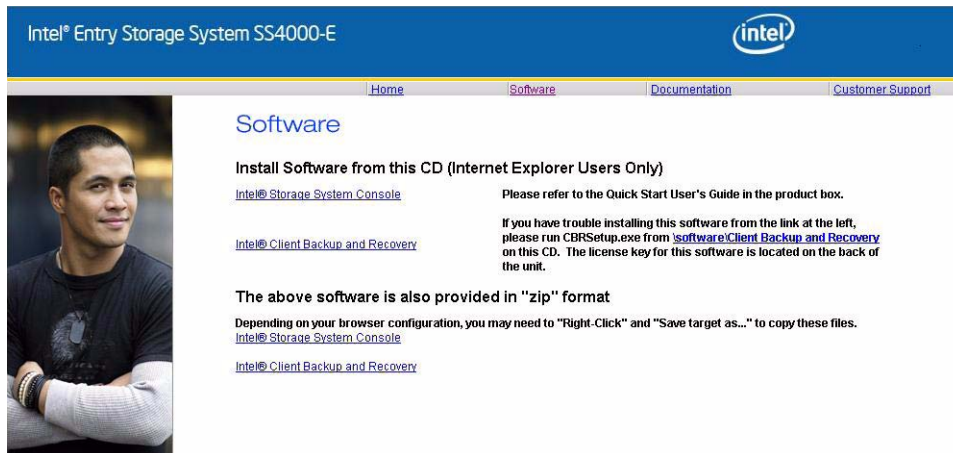 Intel® Entry Storage System SS4000-E
intel
Home
Software
Documentation
Customer Support
Software
Install Software from this CD (Internet Explorer Users Only)
Intel® Storage System Console
Please refer to the Quick Start User's Guide in the product box.
Intel® Client Backup and Recovery
If you have trouble installing this software from the link at the left,
please run CBRSetup.exe from \software\Client Backup and Recovery
on this CD. The license key for this software is located on the back of
the unit.
The above software is also provided in "zip" format
Depending on your browser configuration, you may need to "Right-Click" and "Save target as..." to copy these files.
Intel® Storage System Console
Intel® Client Backup and Recovery